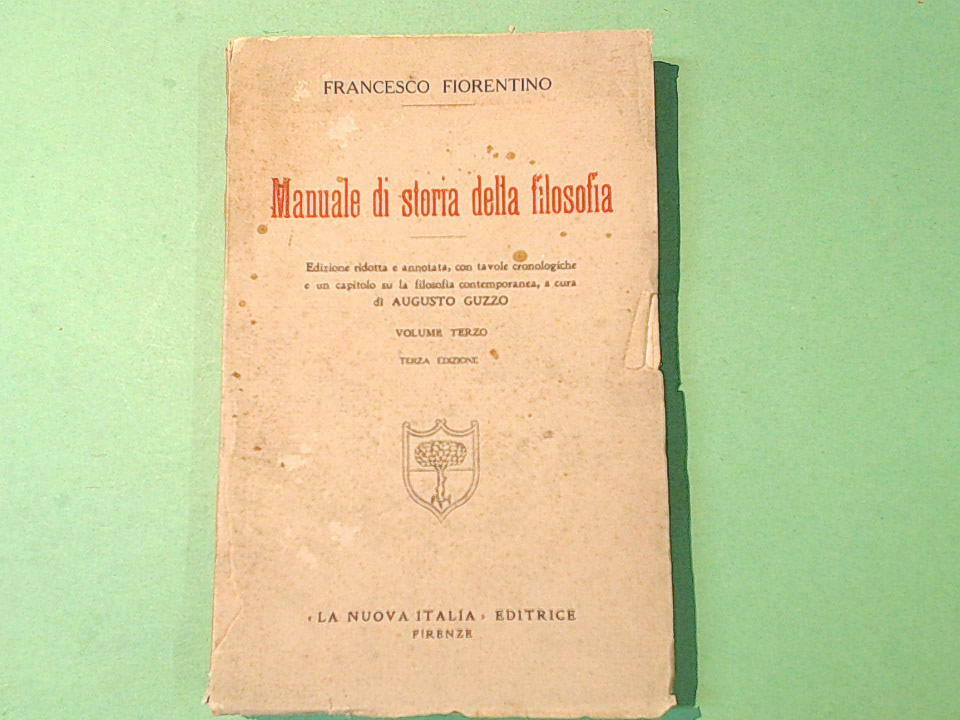 FRANCESCO FIORENTINO
Manuale di storia della filosofia
Edizione ridotta e annotata, con tavole cronologiche
e un capitolo su la filosofia contemporanea, a cura
di AUGUSTO GUZZO
VOLUME TERZO
TERZA EDIZIONE
«LA NUOVA ITALIA» EDITRICE
FIRENZE